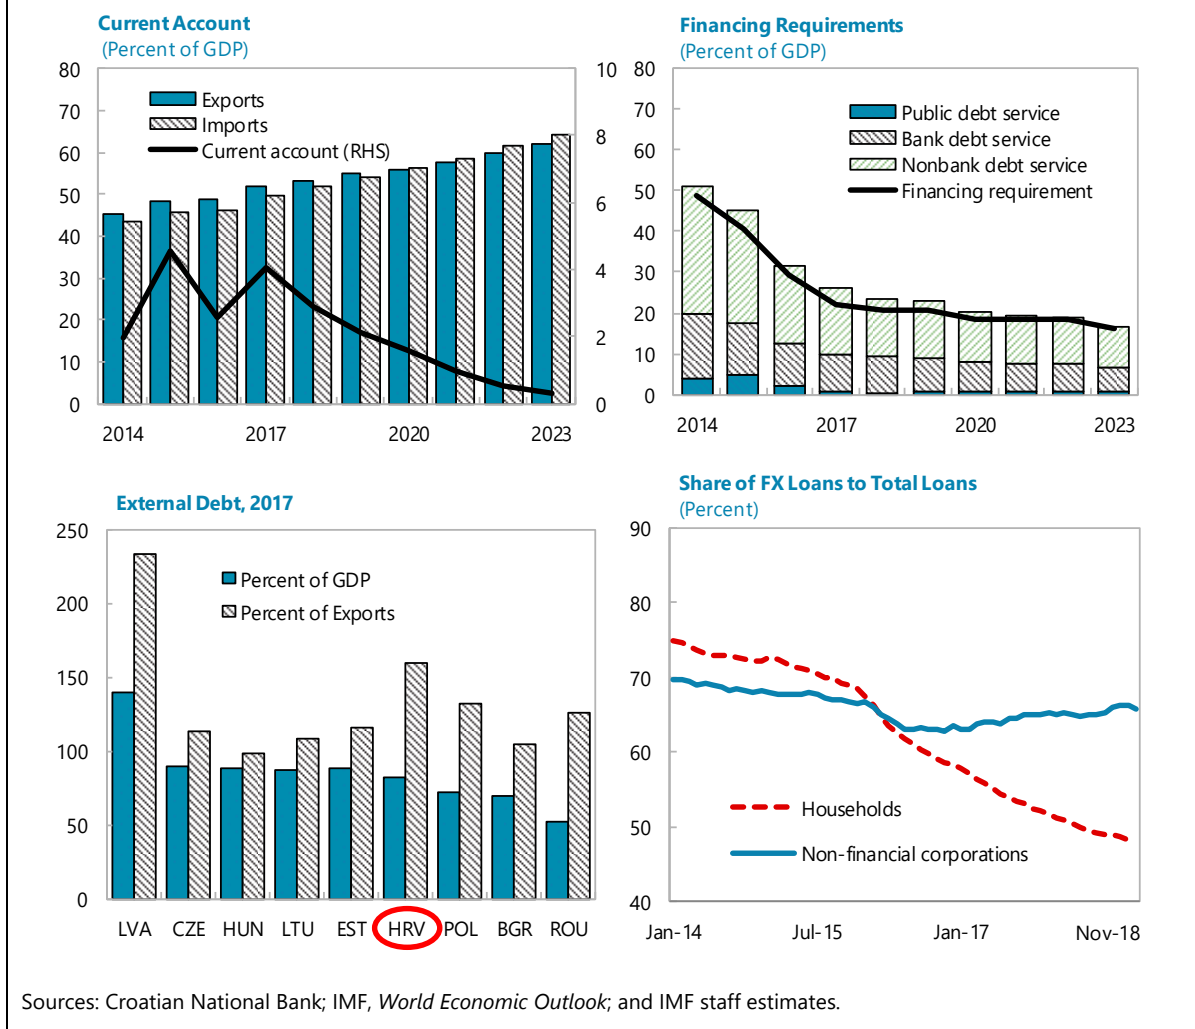 Current Account
(Percent of GDP)
80
70
60
50
40
30
20
10
0
10
8
6
4
2
0
Exports
Imports
Current account (RHS)
2014
2017
2020
2023
Financing Requirements
(Percent of GDP)
80
70
60
50
40
30
20
10
0
Public debt service
Bank debt service
Nonbank debt service
Financing requirement
2014
2017
2020
2023
External Debt, 2017
250
200
150
100
50
0
Percent of GDP
Percent of Exports
LVA
CZE
HUN
LTU
EST
HRV
POL
BGR
ROU
Share of FX Loans to Total Loans
(Percent)
90
80
70
60
50
40
Households
Non-financial corporations
Jan-14
Jul-15
Jan-17
Nov-18
Sources: Croatian National Bank; IMF, World Economic Outlook; and IMF staff estimates.